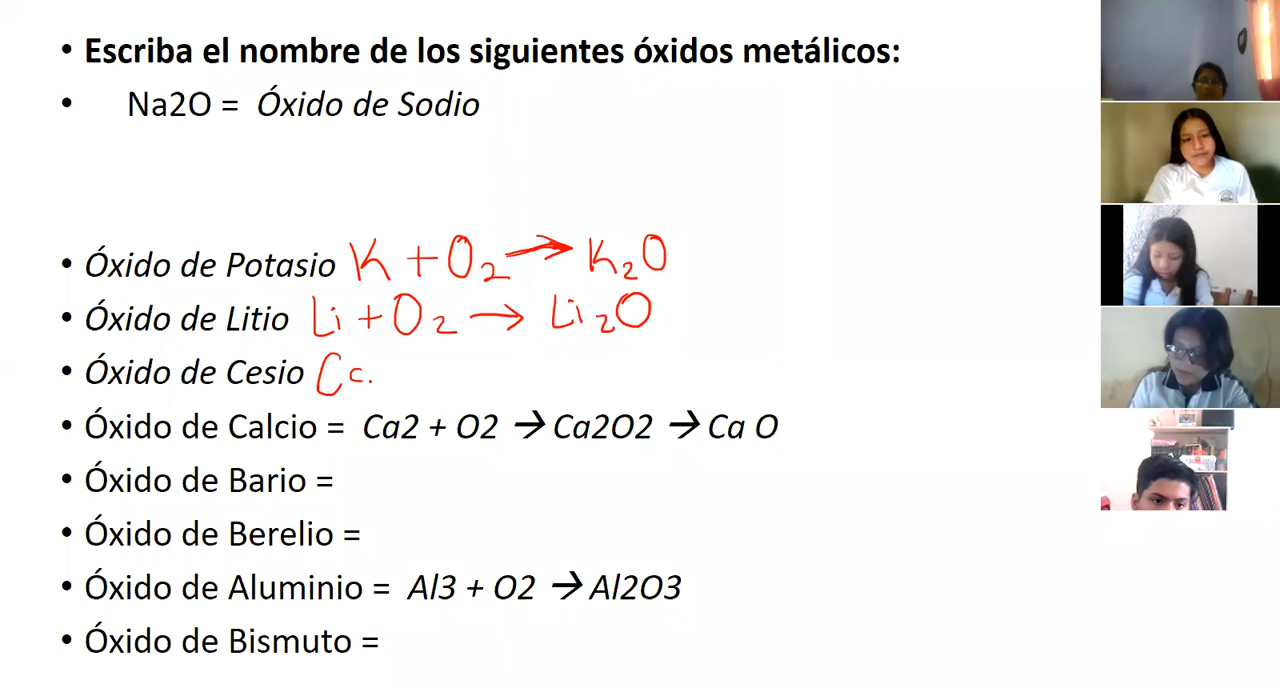 • Escriba el nombre de los siguientes óxidos metálicos:
• Na2O = Óxido de Sodio
• Óxido de Potasio K + O2 → K2O
• Óxido de Litio Li + O2 → Li2O
• Óxido de Cesio Cc.
• Óxido de Calcio = Ca2 + O2 → Ca2O2 → Ca O
• Óxido de Bario =
• Óxido de Berelio =
• Óxido de Aluminio = Al3 + O2 → Al2O3
• Óxido de Bismuto =